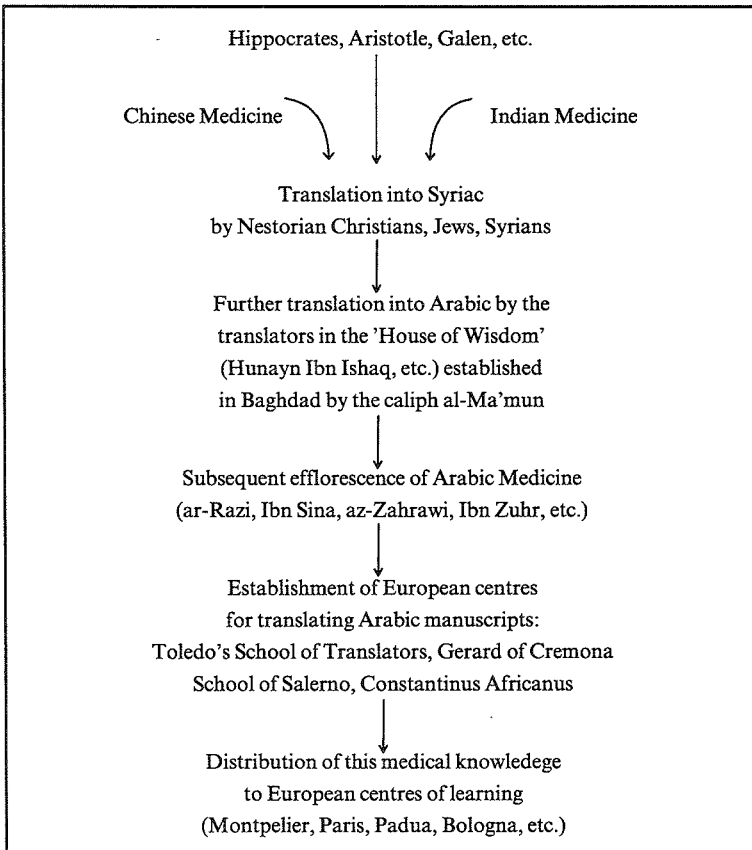 Hippocrates, Aristotle, Galen, etc.
Chinese Medicine
Indian Medicine
Translation into Syriac
by Nestorian Christians, Jews, Syrians
Further translation into Arabic by the
translators in the 'House of Wisdom'
(Hunayn Ibn Ishaq, etc.) established
in Baghdad by the caliph al-Ma'mun
Subsequent efflorescence of Arabic Medicine
(ar-Razi, Ibn Sina, az-Zahrawi, Ibn Zuhr, etc.)
Establishment of European centres
for translating Arabic manuscripts:
Toledo's School of Translators, Gerard of Cremona
School of Salerno, Constantinus Africanus
Distribution of this medical knowledege
to European centres of learning
(Montpelier, Paris, Padua, Bologna, etc.)